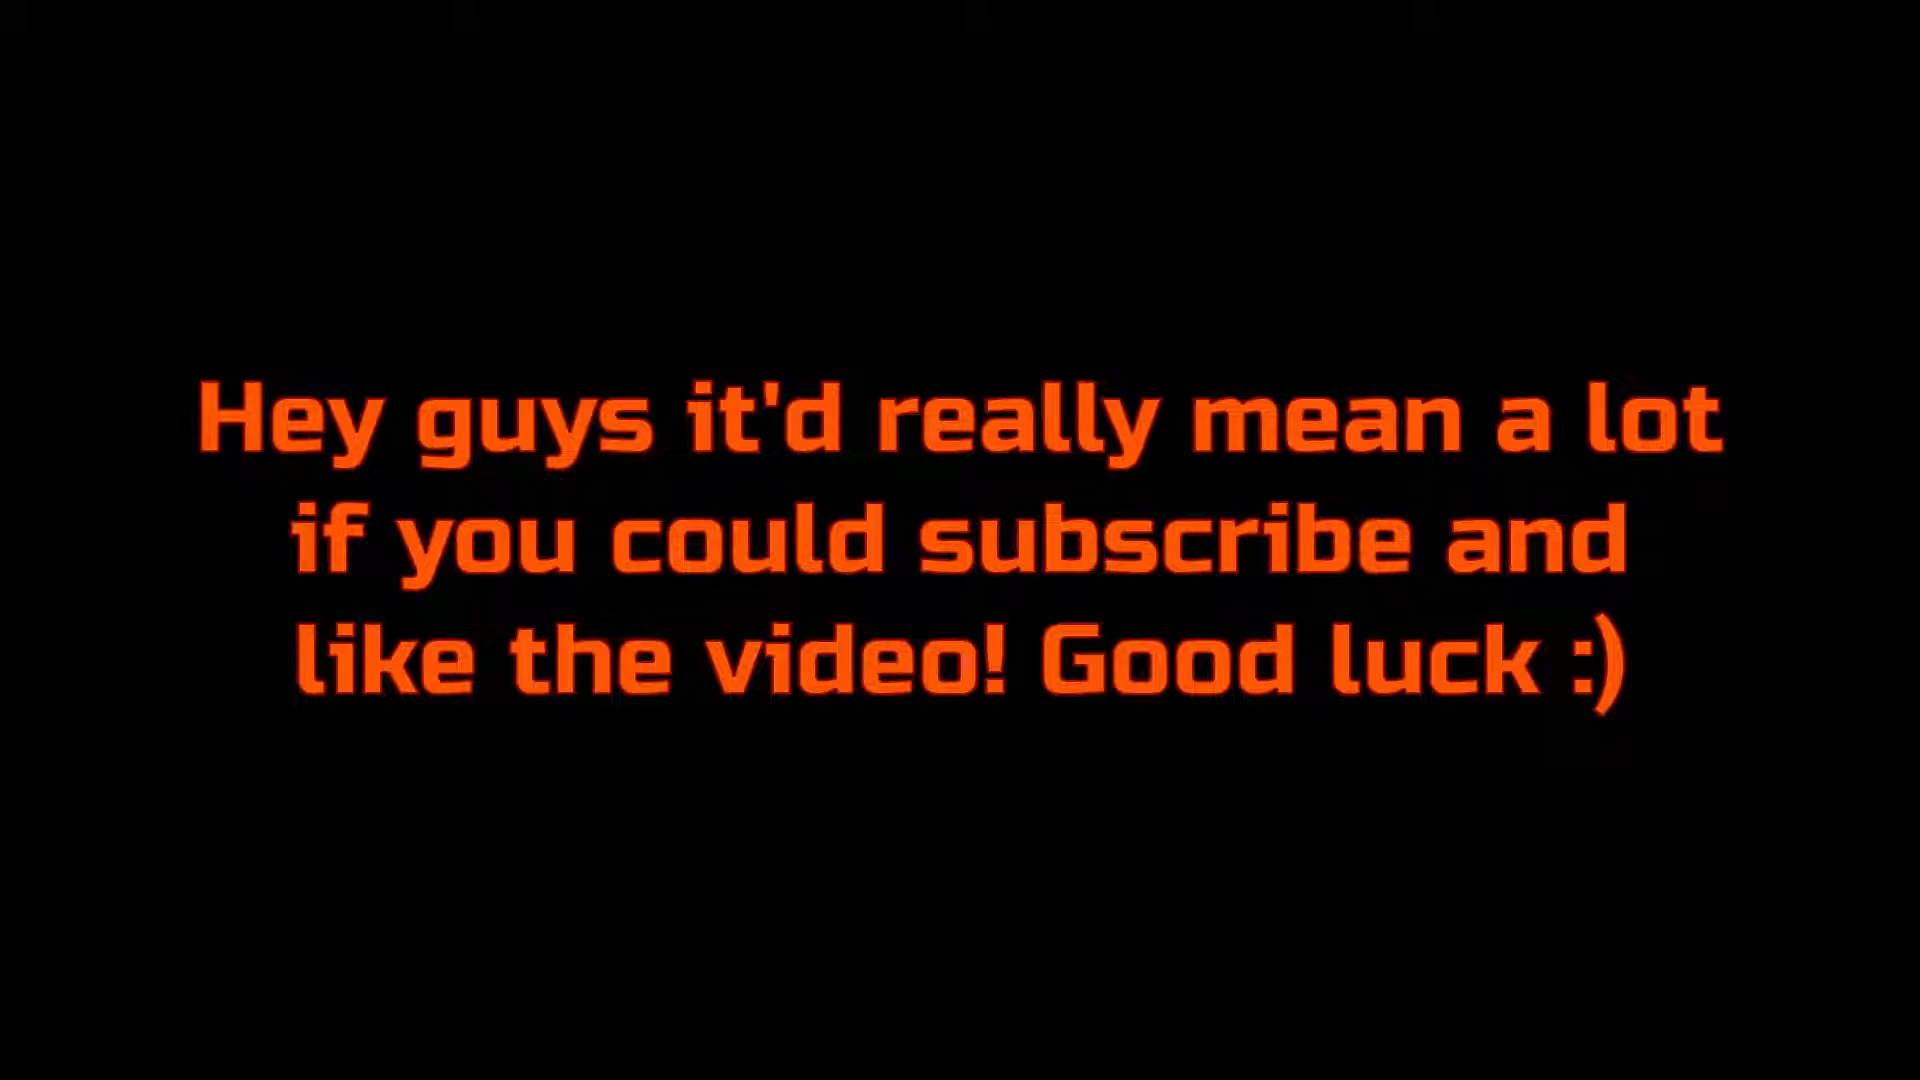 Hey guys it'd really mean a lot
if you could subscribe and
like the video! Good luck :)